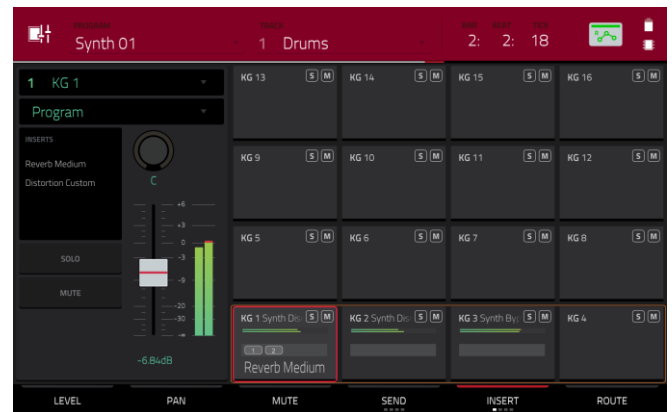 PROGRAM TRACK BAR BEAT TICK
Synth 01 1 Drums 2: 2: 18
1 KG 1
Program
INSERTS
Reverb Medium
Distortion Custom
C
+6
+3
0
-3
-9
-20
-30
-∞
SOLO
MUTE
-6.84dB
KG 13 S M KG 14 S M KG 15 S M KG 16 S M
KG 9 S M KG 10 S M KG 11 S M KG 12 S M
KG 5 S M KG 6 S M KG 7 S M KG 8 S M
KG 1 Synth Dis S M KG 2 Synth Dis S M KG 3 Synth By S M KG 4 S M
1 2
Reverb Medium
LEVEL PAN MUTE SEND INSERT ROUTE